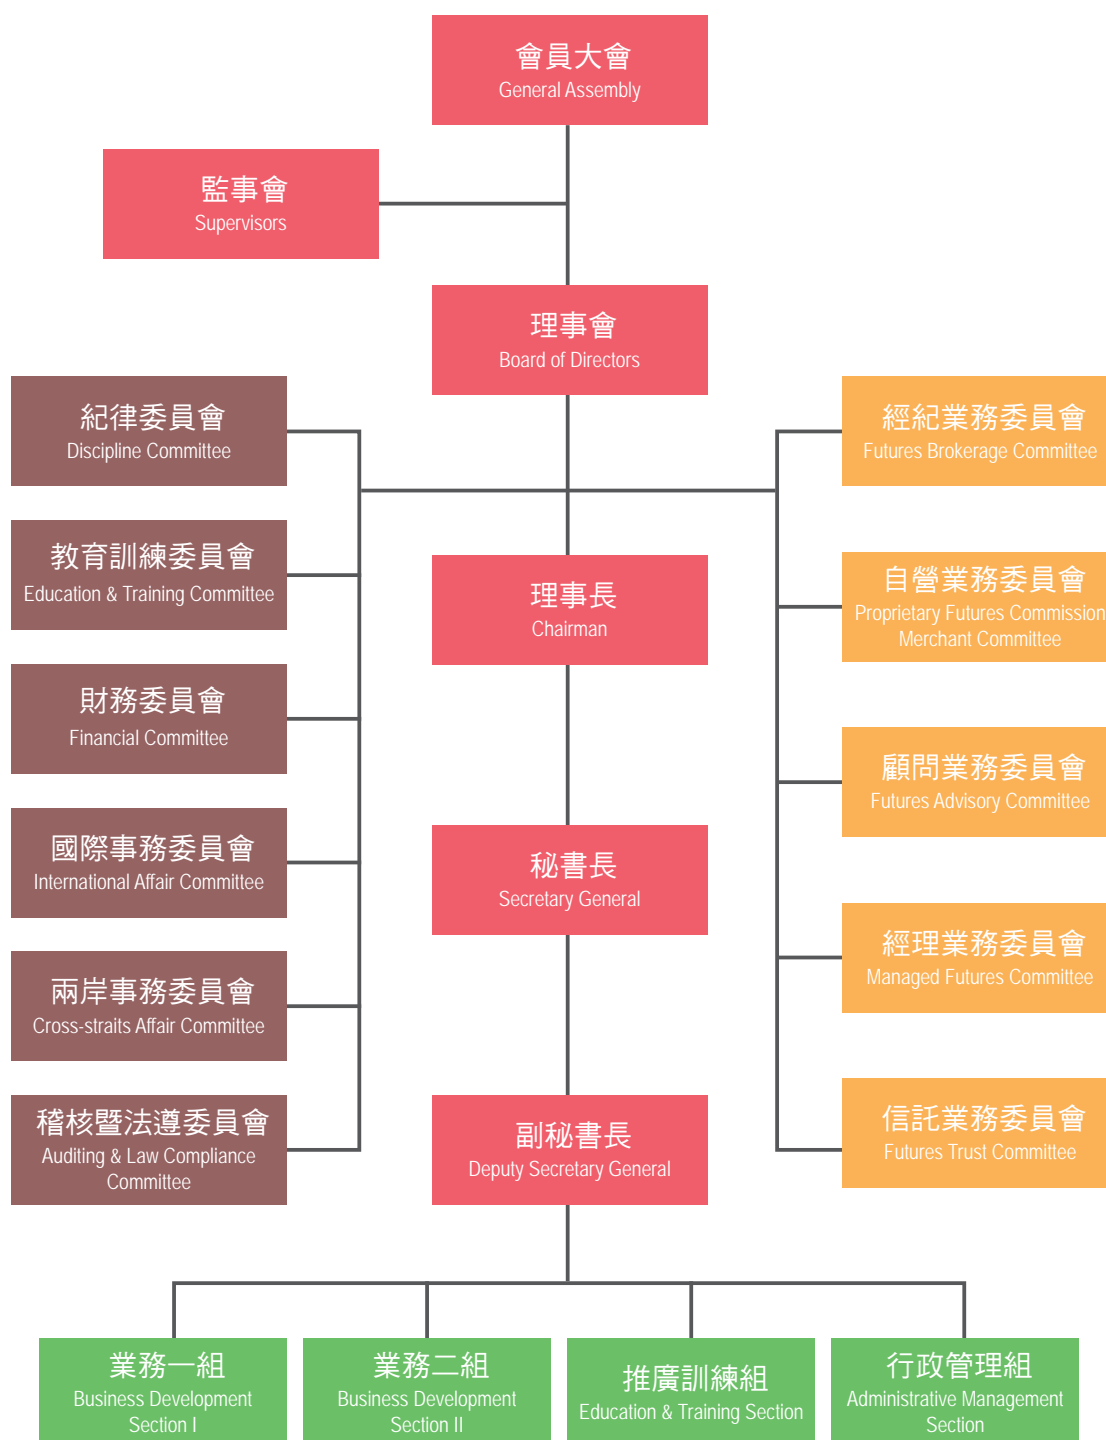 會員大會
General Assembly
監事會
Supervisors
理事會
Board of Directors
紀律委員會
Discipline Committee
教育訓練委員會
Education & Training Committee
財務委員會
Financial Committee
國際事務委員會
International Affair Committee
兩岸事務委員會
Cross-straits Affair Committee
稽核暨法遵委員會
Auditing & Law Compliance
Committee
理事長
Chairman
秘書長
Secretary General
副秘書長
Deputy Secretary General
經紀業務委員會
Futures Brokerage Committee
自營業務委員會
Proprietary Futures Commission
Merchant Committee
顧問業務委員會
Futures Advisory Committee
經理業務委員會
Managed Futures Committee
信託業務委員會
Futures Trust Committee
業務一組
Business Development
Section I
業務二組
Business Development
Section II
推廣訓練組
Education & Training Section
行政管理組
Administrative Management
Section